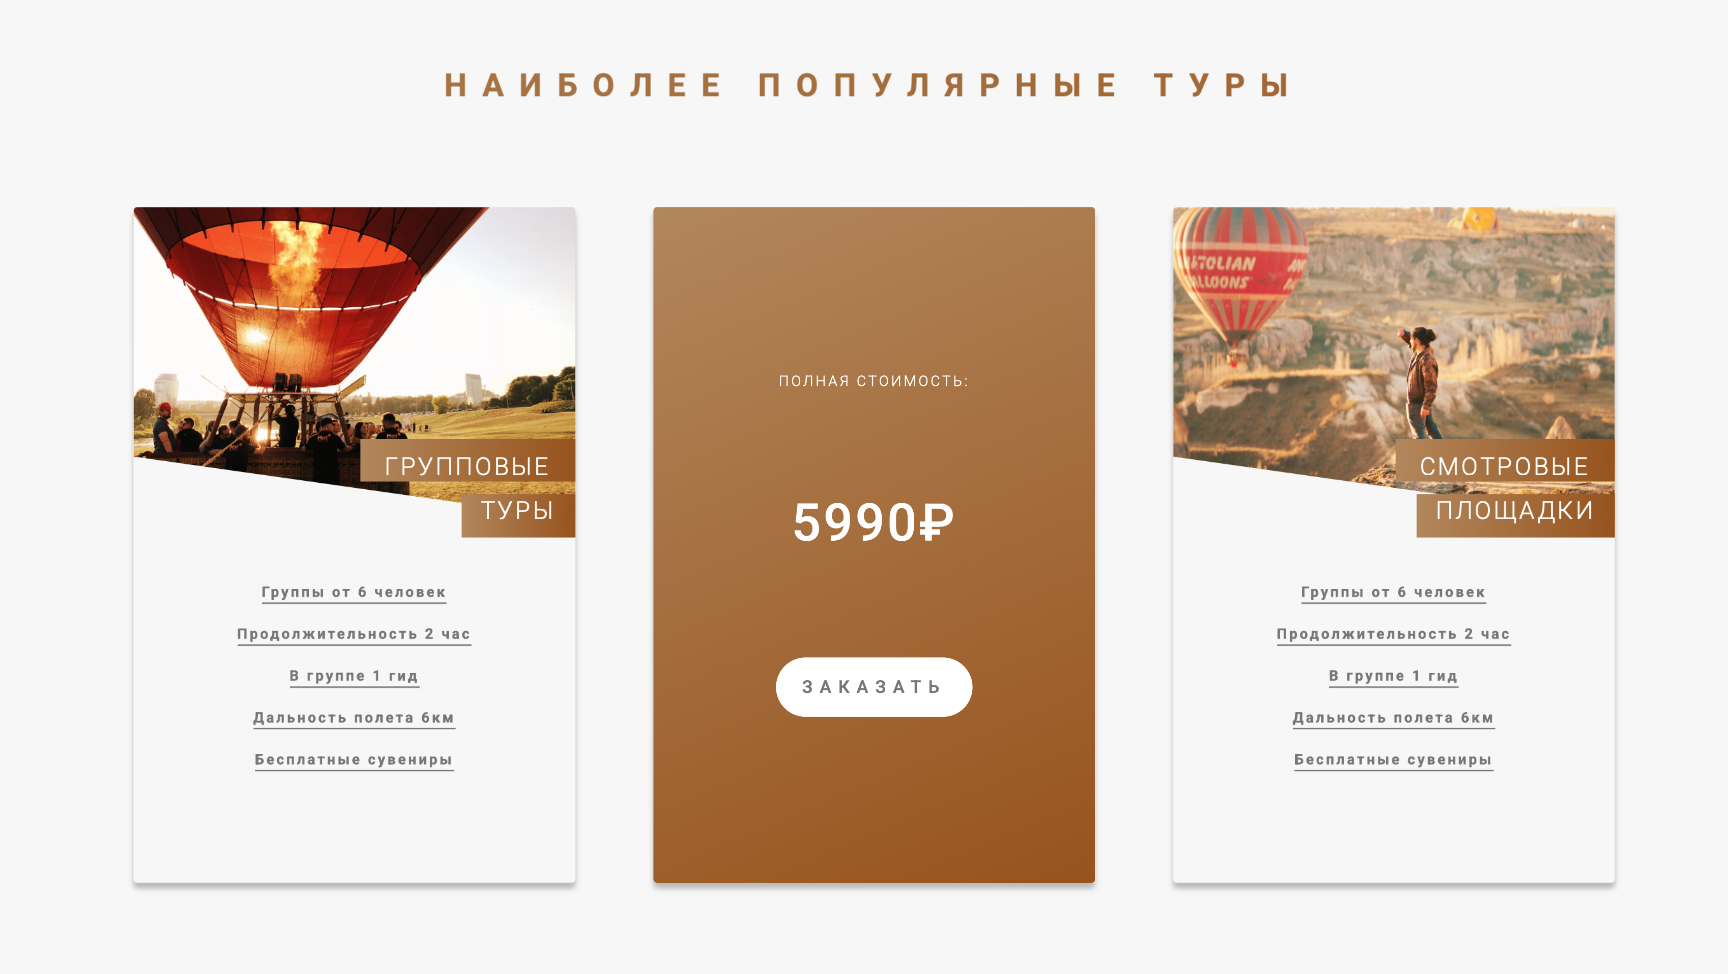 НАИБОЛЕЕ ПОПУЛЯРНЫЕ ТУРЫ
ГРУППОВЫЕ
ТУРЫ
Группы от 6 человек
Продолжительность 2 час
В группе 1 гид
Дальность полета 6км
Бесплатные сувениры
ПОЛНАЯ СТОИМОСТЬ:
5990₽
ЗАКАЗАТЬ
BALLOONS
СМОТРОВЫЕ
ПЛОЩАДКИ
Группы от 6 человек
Продолжительность 2 час
В группе 1 гид
Дальность полета 6км
Бесплатные сувениры